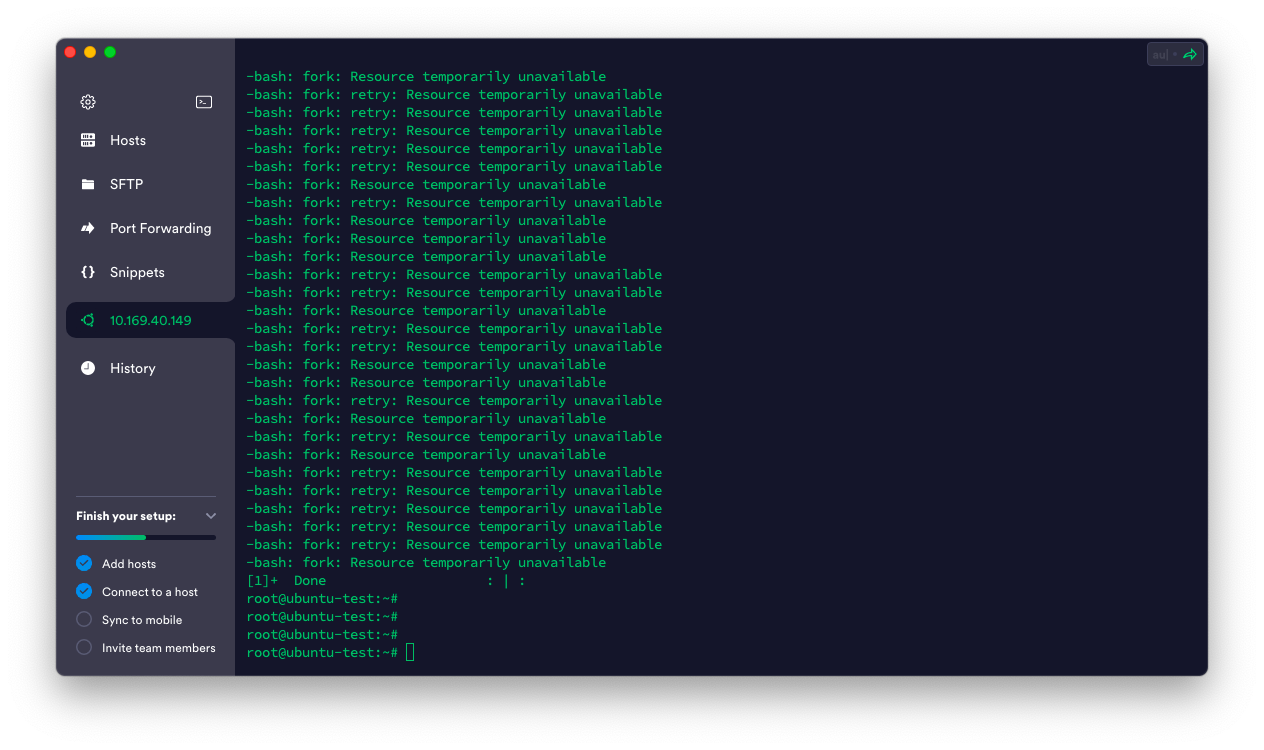 Hosts
SFTP
Port Forwarding
Snippets
10.169.40.149
History
Finish your setup:
Add hosts
Connect to a host
Sync to mobile
Invite team members
-bash: fork: Resource temporarily unavailable
-bash: fork: retry: Resource temporarily unavailable
-bash: fork: retry: Resource temporarily unavailable
-bash: fork: retry: Resource temporarily unavailable
-bash: fork: retry: Resource temporarily unavailable
-bash: fork: retry: Resource temporarily unavailable
-bash: fork: Resource temporarily unavailable
-bash: fork: retry: Resource temporarily unavailable
-bash: fork: Resource temporarily unavailable
-bash: fork: Resource temporarily unavailable
-bash: fork: Resource temporarily unavailable
-bash: fork: retry: Resource temporarily unavailable
-bash: fork: retry: Resource temporarily unavailable
-bash: fork: Resource temporarily unavailable
-bash: fork: retry: Resource temporarily unavailable
-bash: fork: retry: Resource temporarily unavailable
-bash: fork: Resource temporarily unavailable
-bash: fork: Resource temporarily unavailable
-bash: fork: retry: Resource temporarily unavailable
-bash: fork: Resource temporarily unavailable
-bash: fork: retry: Resource temporarily unavailable
-bash: fork: Resource temporarily unavailable
-bash: fork: retry: Resource temporarily unavailable
-bash: fork: retry: Resource temporarily unavailable
-bash: fork: retry: Resource temporarily unavailable
-bash: fork: retry: Resource temporarily unavailable
-bash: fork: retry: Resource temporarily unavailable
-bash: fork: Resource temporarily unavailable
[1]+  Done                    : | :
root@ubuntu-test:~#
root@ubuntu-test:~#
root@ubuntu-test:~#
root@ubuntu-test:~#